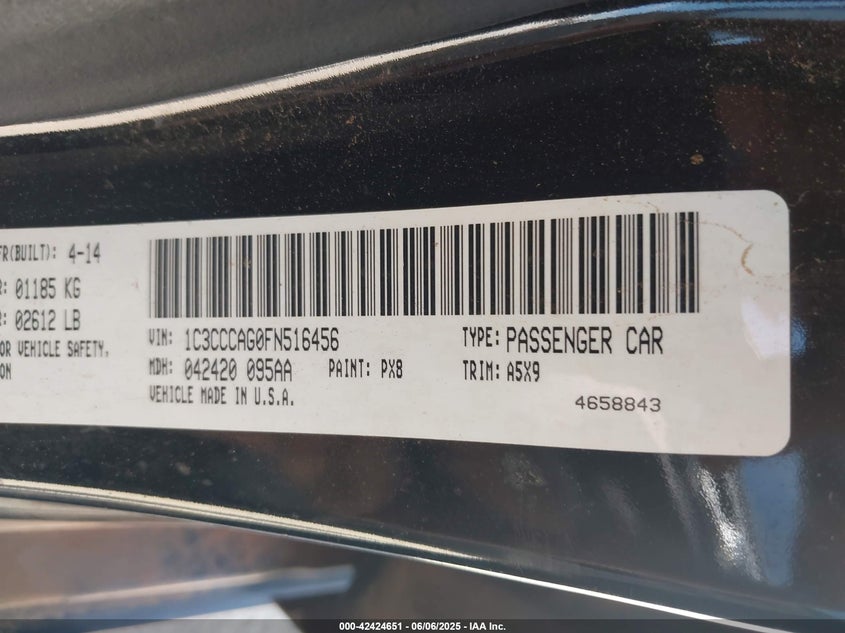 FR(BUILT): 4-14
R: 01185 KG
R: 02612 LB
OR VEHICLE SAFETY,
ON
VIN: 1C3CCCAG0FN516456
TYPE: PASSENGER CAR
MDH: 042420 095AA
PAINT: PX8
TRIM: A5X9
VEHICLE MADE IN U.S.A.
4658843
000-42424651 - 06/06/2025 - IAA Inc.